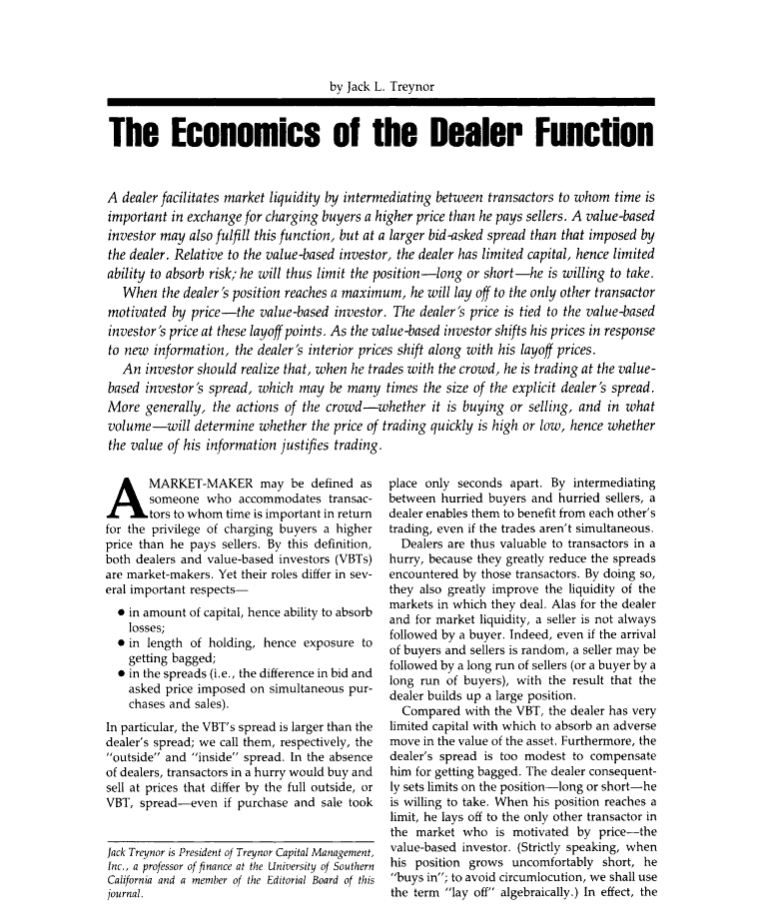 by Jack L. Treynor
The Economics of the Dealer Function
A dealer facilitates market liquidity by intermediating between transactors to whom time is
important in exchange for charging buyers a higher price than he pays sellers. A value-based
investor may also fulfill this function, but at a larger bid-asked spread than that imposed by
the dealer. Relative to the value-based investor, the dealer has limited capital, hence limited
ability to absorb risk; he will thus limit the position—long or short—he is willing to take.
When the dealer's position reaches a maximum, he will lay off to the only other transactor
motivated by price—the value-based investor. The dealer's price is tied to the value-based
investor's price at these layoff points. As the value-based investor shifts his prices in response
to new information, the dealer's interior prices shift along with his layoff prices.
An investor should realize that, when he trades with the crowd, he is trading at the value-
based investor's spread, which may be many times the size of the explicit dealer's spread.
More generally, the actions of the crowd—whether it is buying or selling, and in what
volume—will determine whether the price of trading quickly is high or low, hence whether
the value of his information justifies trading.
A MARKET-MAKER may be defined as
someone who accommodates transac-
tors to whom time is important in return
for the privilege of charging buyers a higher
price than he pays sellers. By this definition,
both dealers and value-based investors (VBTs)
are market-makers. Yet their roles differ in sev-
eral important respects—
• in amount of capital, hence ability to absorb
losses;
• in length of holding, hence exposure to
getting bagged;
• in the spreads (i.e., the difference in bid and
asked price imposed on simultaneous pur-
chases and sales).
In particular, the VBT's spread is larger than the
dealer's spread; we call them, respectively, the
"outside" and "inside" spread. In the absence
of dealers, transactors in a hurry would buy and
sell at prices that differ by the full outside, or
VBT, spread—even if purchase and sale took
Jack Treynor is President of Treynor Capital Management,
Inc., a professor of finance at the University of Southern
California and a member of the Editorial Board of this
journal.
place only seconds apart. By intermediating
between hurried buyers and hurried sellers, a
dealer enables them to benefit from each other's
trading, even if the trades aren't simultaneous.
Dealers are thus valuable to transactors in a
hurry, because they greatly reduce the spreads
encountered by those transactors. By doing so,
they also greatly improve the liquidity of the
markets in which they deal. Alas for the dealer
and for market liquidity, a seller is not always
followed by a buyer. Indeed, even if the arrival
of buyers and sellers is random, a seller may be
followed by a long run of sellers (or a buyer by a
long run of buyers), with the result that the
dealer builds up a large position.
Compared with the VBT, the dealer has very
limited capital with which to absorb an adverse
move in the value of the asset. Furthermore, the
dealer's spread is too modest to compensate
him for getting bagged. The dealer consequent-
ly sets limits on the position—long or short—he
is willing to take. When his position reaches a
limit, he lays off to the only other transactor in
the market who is motivated by price—the
value-based investor. (Strictly speaking, when
his position grows uncomfortably short, he
"buys in"; to avoid circumlocution, we shall use
the term "lay off" algebraically.) In effect, the